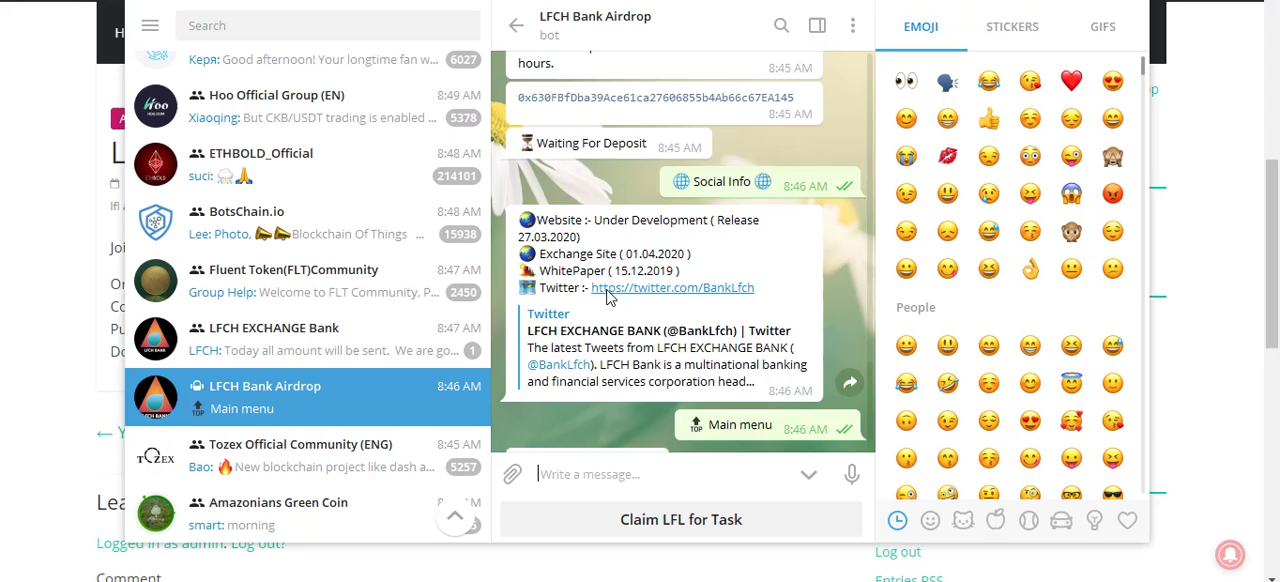 Search
Керя: Good afternoon! Your longtime fan w...
6027
Hoo Official Group (EN)
8:49 AM
Xiaoqing: But CKB/USDT trading is enabled ...
5378
ETHBOLD_Official
8:48 AM
suci:
214101
BotsChain.io
8:48 AM
Lee: Photo, Blockchain Of Things ...
15938
Fluent Token(FLT)Community
8:47 AM
Group Help: Welcome to FLT Community, P...
2450
LFCH EXCHANGE Bank
8:47 AM
LFCH: Today all amount will be sent. We are go...
1
LFCH Bank Airdrop
8:46 AM
TOP Main menu
Tozex Official Community (ENG)
8:45 AM
Bao: New blockchain project like dash a...
5257
Amazonians Green Coin
smart: morning
LFCH Bank Airdrop
bot
hours.
8:45 AM
0x630FBfDba39Ace61ca27606855b4Ab66c67EA145
8:45 AM
Waiting For Deposit 8:45 AM
Social Info 8:46 AM
Website :- Under Development ( Release
27.03.2020)
Exchange Site ( 01.04.2020 )
WhitePaper ( 15.12.2019 )
Twitter :- https://twitter.com/BankLfch
Twitter
LFCH EXCHANGE BANK (@BankLfch) | Twitter
The latest Tweets from LFCH EXCHANGE BANK (
@BankLfch). LFCH Bank is a multinational banking
and financial services corporation head...
8:46 AM
TOP Main menu 8:46 AM
Write a message...
Claim LFL for Task
EMOJI
STICKERS
GIFS
People
Logged in as admin. Log out?
Comment
Log out
Entries RSS